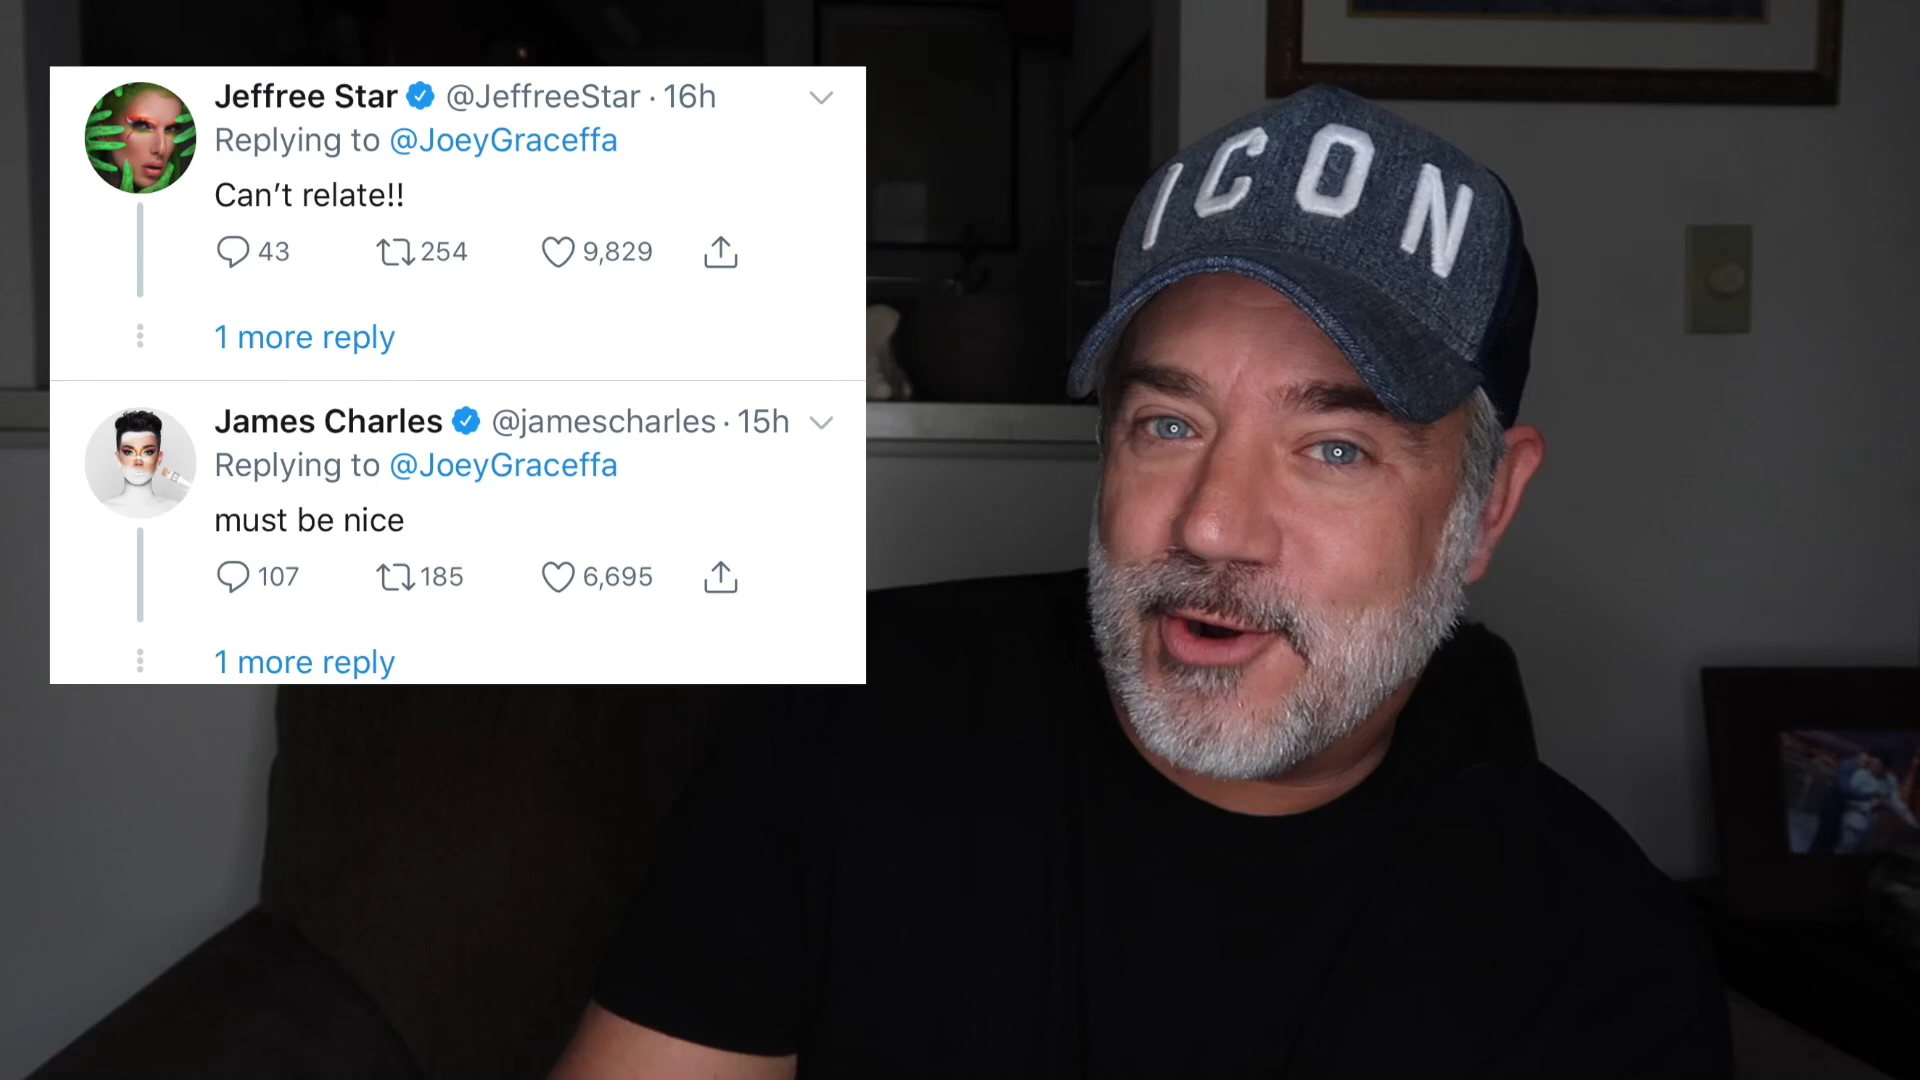 Jeffree Star @JeffreeStar · 16h
Replying to @JoeyGraceffa
Can't relate!!
43 254 9,829
1 more reply
James Charles @jamescharles · 15h
Replying to @JoeyGraceffa
must be nice
107 185 6,695
1 more reply
ICON